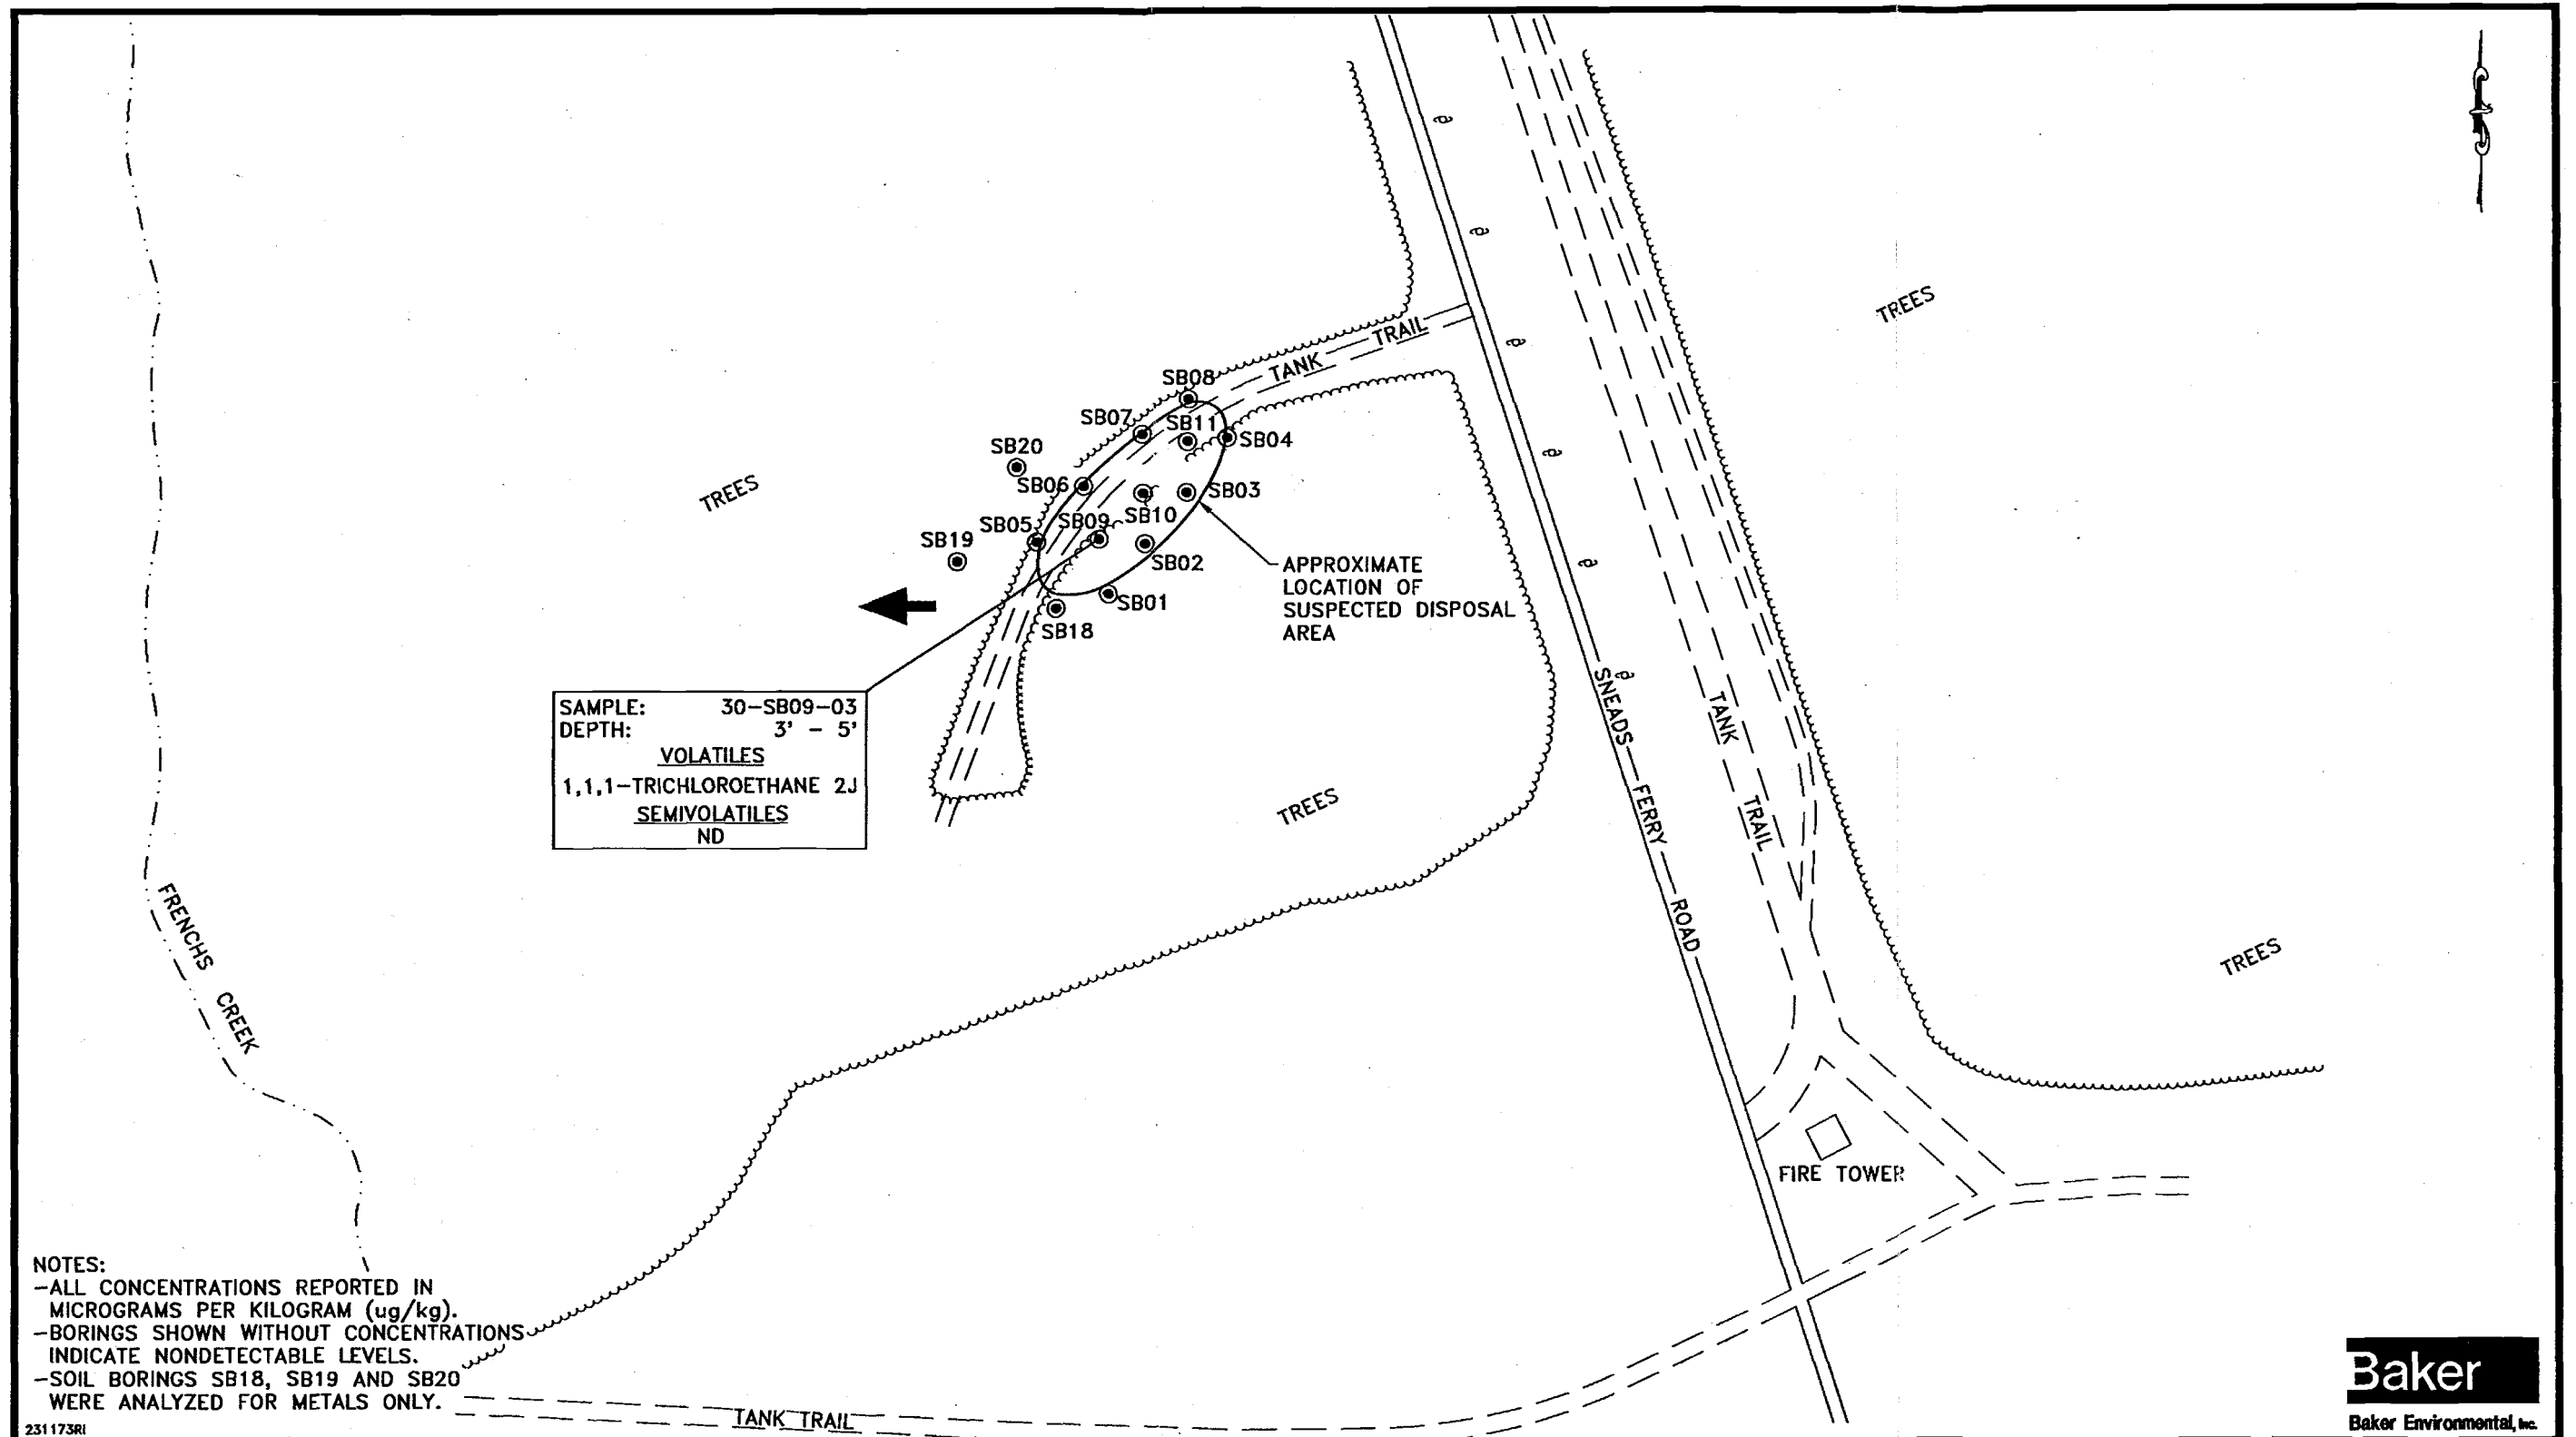 TREES
TANK TRAIL
SB08
SB07
SB11
SB04
SB20
SB06
SB03
SB10
SB05
SB09
SB19
SB02
SB01
SB18
TREES
APPROXIMATE
LOCATION OF
SUSPECTED DISPOSAL
AREA
SAMPLE: 30-SB09-03
DEPTH: 3' - 5'
VOLATILES
1,1,1-TRICHLOROETHANE 2J
SEMIVOLATILES
ND
SNEADS FERRY ROAD
TANK TRAIL
TREES
TREES
FRENCHS CREEK
FIRE TOWER
NOTES:
-ALL CONCENTRATIONS REPORTED IN
MICROGRAMS PER KILOGRAM (ug/kg).
-BORINGS SHOWN WITHOUT CONCENTRATIONS
INDICATE NONDETECTABLE LEVELS.
-SOIL BORINGS SB18, SB19 AND SB20
WERE ANALYZED FOR METALS ONLY.
TANK TRAIL
231173RI
Baker
Baker Environmental, Inc.